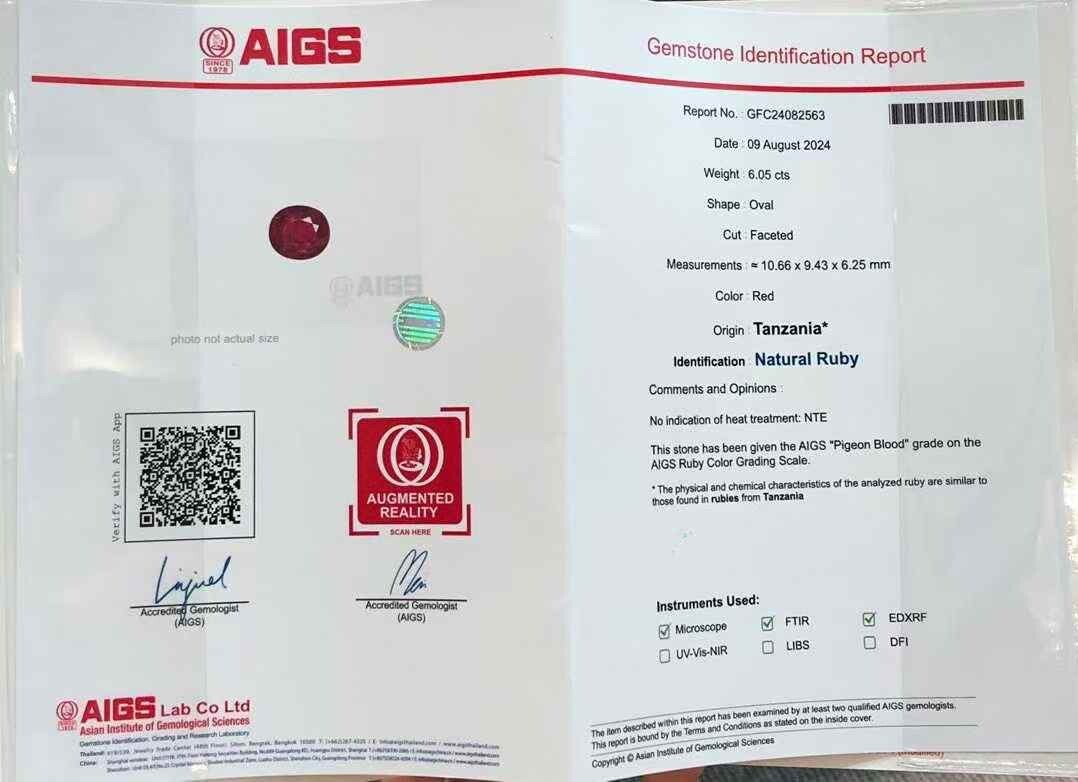 AIGS
SINCE
1978
photo not actual size
AIGS
Verify with AIGS App
AUGMENTED
REALITY
SCAN HERE
Accredited Gemologist
(AIGS)
Accredited Gemologist
(AIGS)
AIGS Lab Co Ltd
Asian Institute of Gemological Sciences
Gemstone Identification, Grading and Research Laboratory
Gemstone Identification Report
Report No. : GFC24082563
Date : 09 August 2024
Weight : 6.05 cts
Shape : Oval
Cut : Faceted
Measurements : ≈ 10.66 x 9.43 x 6.25 mm
Color : Red
Origin : Tanzania*
Identification : Natural Ruby
Comments and Opinions :
No indication of heat treatment: NTE
This stone has been given the AIGS "Pigeon Blood" grade on the
AIGS Ruby Color Grading Scale.
* The physical and chemical characteristics of the analyzed ruby are similar to
those found in rubies from Tanzania
Instruments Used:
Microscope FTIR EDXRF
UV-Vis-NIR LIBS DFI
The item described within this report has been examined by at least two qualified AIGS gemologists.
This report is bound by the Terms and Conditions as stated on the inside cover.
Copyright © Asian Institute of Gemological Sciences